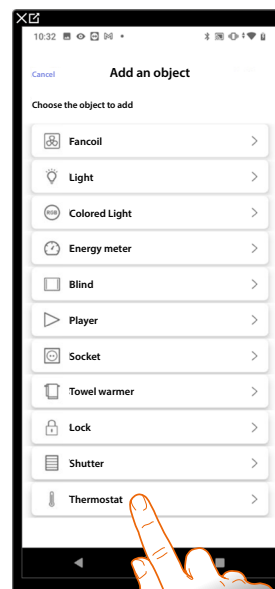 10:32
Cancel Add an object
Choose the object to add
Fancoil
Light
RGB Colored Light
Energy meter
Blind
Player
Socket
Towel warmer
Lock
Shutter
Thermostat